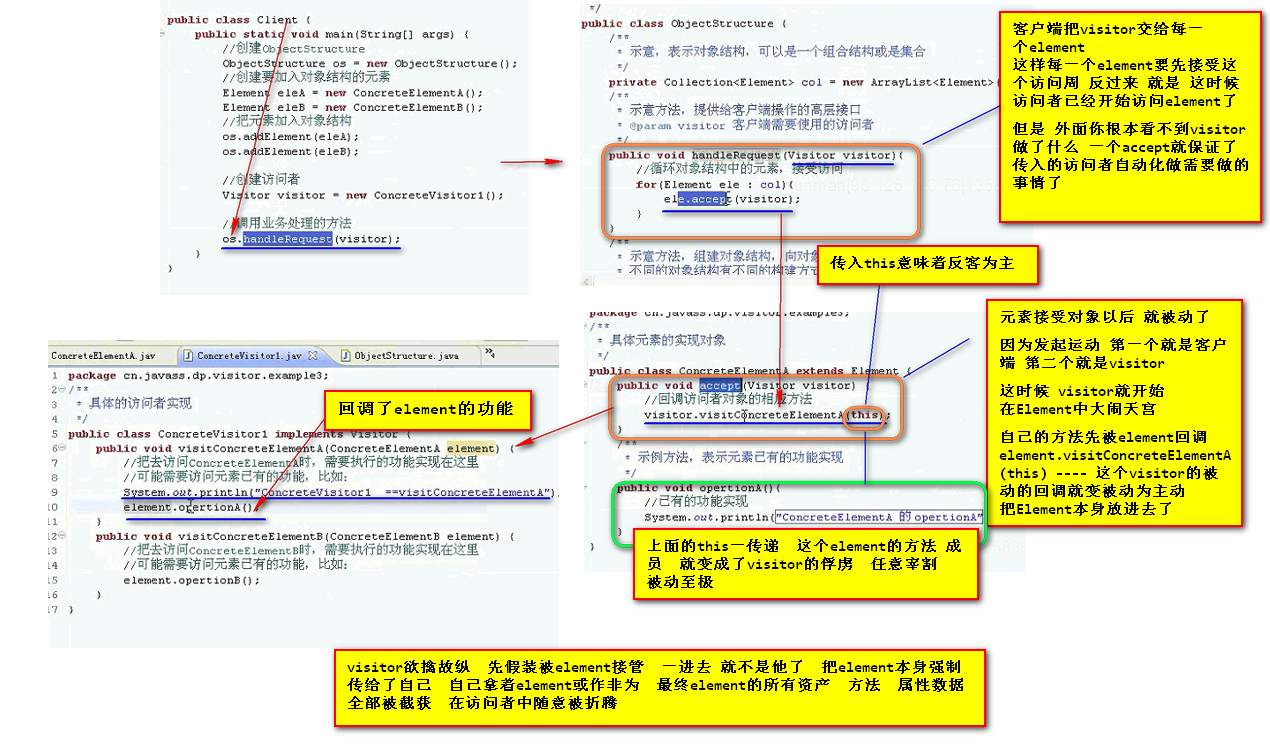 public class Client {
public static void main(String[] args) {
//创建ObjectStructure
ObjectStructure os = new ObjectStructure();
//创建要加入对象结构的元素
Element eleA = new ConcreteElementA();
Element eleB = new ConcreteElementB();
//把元素加入对象结构
os.addElement(eleA);
os.addElement(eleB);
//创建访问者
Visitor visitor = new ConcreteVisitor1();
//调用业务处理的方法
os.handleRequest(visitor);
}
}
*/
public class ObjectStructure {
/**
* 示意，表示对象结构，可以是一个组合结构或是集合
*/
private Collection<Element> col = new ArrayList<Element>(
/**
* 示意方法，提供给客户端操作的高层接口
* @param visitor 客户端需要使用的访问者
*/
public void handleRequest(Visitor visitor){
//循环对象结构中的元素，接受访问
for(Element ele : col){
ele.accept(visitor);
}
}
/**
* 示意方法，组建对象结构，向对象
* 不同的对象结构有不同的构建方式
客户端把visitor交给每一
个element
这样每一个element要先接受这
个访问周 反过来 就是 这时候
访问者已经开始访问element了
但是 外面你根本看不到visitor
做了什么 一个accept就保证了
传入的访问者自动化做需要做的
事情了
传入this意味着反客为主
package cn.javass.dp.visitor.example3;
/**
* 具体元素的实现对象
*/
public class ConcreteElementA extends Element {
public void accept(Visitor visitor) {
//回调访问者对象的相应方法
visitor.visitConcreteElementA(this);
}
/**
* 示例方法，表示元素已有的功能实现
*/
public void opertionA(){
//已有的功能实现
System.out.println("ConcreteElementA 的opertionA"
}
}
元素接受对象以后 就被动了
因为发起运动 第一个就是客户
端 第二个就是visitor
这时候 visitor就开始
在Element中大闹天宫
自己的方法先被element回调
element.visitConcreteElementA
(this) ---- 这个visitor的被
动的回调就变被动为主动
把Element本身放进去了
上面的this一传递 这个element的方法 成
员 就变成了visitor的俘虏 任意宰割
被动至极
ConcreteElementA.jav
ConcreteVisitor1.jav
ObjectStructure.java
»4
1 package cn.javass.dp.visitor.example3;
2 /**
3 * 具体的访问者实现
4 */
5 public class ConcreteVisitor1 implements Visitor {
6 public void visitConcreteElementA(ConcreteElementA element) {
7 //把去访问ConcreteElementA时，需要执行的功能实现在这里
8 //可能需要访问元素已有的功能，比如:
9 System.out.println("ConcreteVisitor1 ==visitConcreteElementA")
10 element.opertionA()
11 }
12 public void visitConcreteElementB(ConcreteElementB element) {
13 //把去访问ConcreteElementB时，需要执行的功能实现在这里
14 //可能需要访问元素已有的功能，比如:
15 element.opertionB();
16 }
17 }
回调了element的功能
visitor欲擒故纵 先假装被element接管 一进去 就不是他了 把element本身强制
传给了自己 自己拿着element或作非为 最终element的所有资产 方法 属性数据
全部被截获 在访问者中随意被折腾